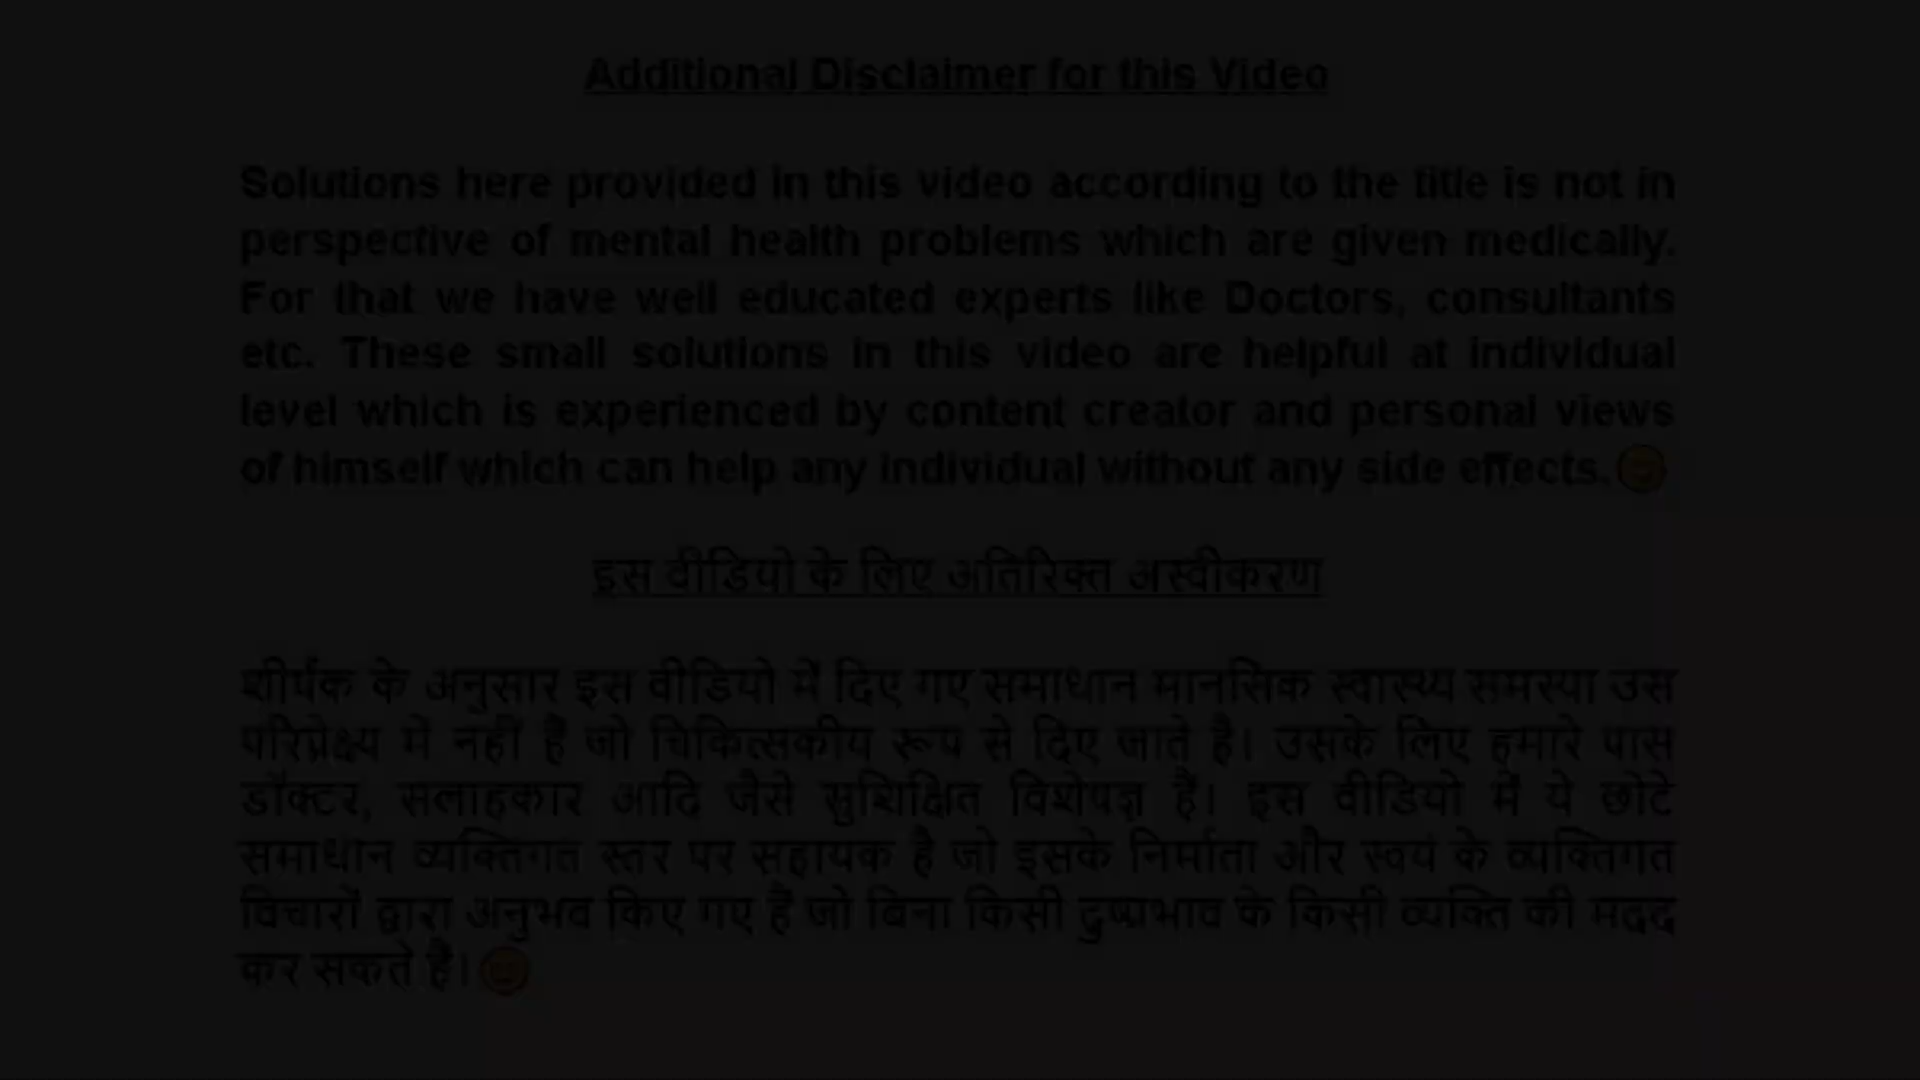 Additional Disclaimer for this Video
Solutions here provided in this video according to the title is not in
perspective of mental health problems which are given medically.
For that we have well educated experts like Doctors, consultants
etc. These small solutions in this video are helpful at individual
level which is experienced by content creator and personal views
of himself which can help any individual without any side effects.😊
इस वीडियो के लिए अतिरिक्त अस्वीकरण
शीर्षक के अनुसार इस वीडियो में दिए गए समाधान मानसिक स्वास्थ्य समस्या उस
परिप्रेक्ष्य में नहीं हैं जो चिकित्सकीय रूप से दिए जाते है। उसके लिए हमारे पास
डॉक्टर, सलाहकार आदि जैसे सुशिक्षित विशेषज्ञ हैं। इस वीडियो में ये छोटे
समाधान व्यक्तिगत स्तर पर सहायक है जो इसके निर्माता और स्वयं के व्यक्तिगत
विचारों द्वारा अनुभव किए गए हैं जो बिना किसी दुष्प्रभाव के किसी व्यक्ति की मदद
कर सकते है।😊